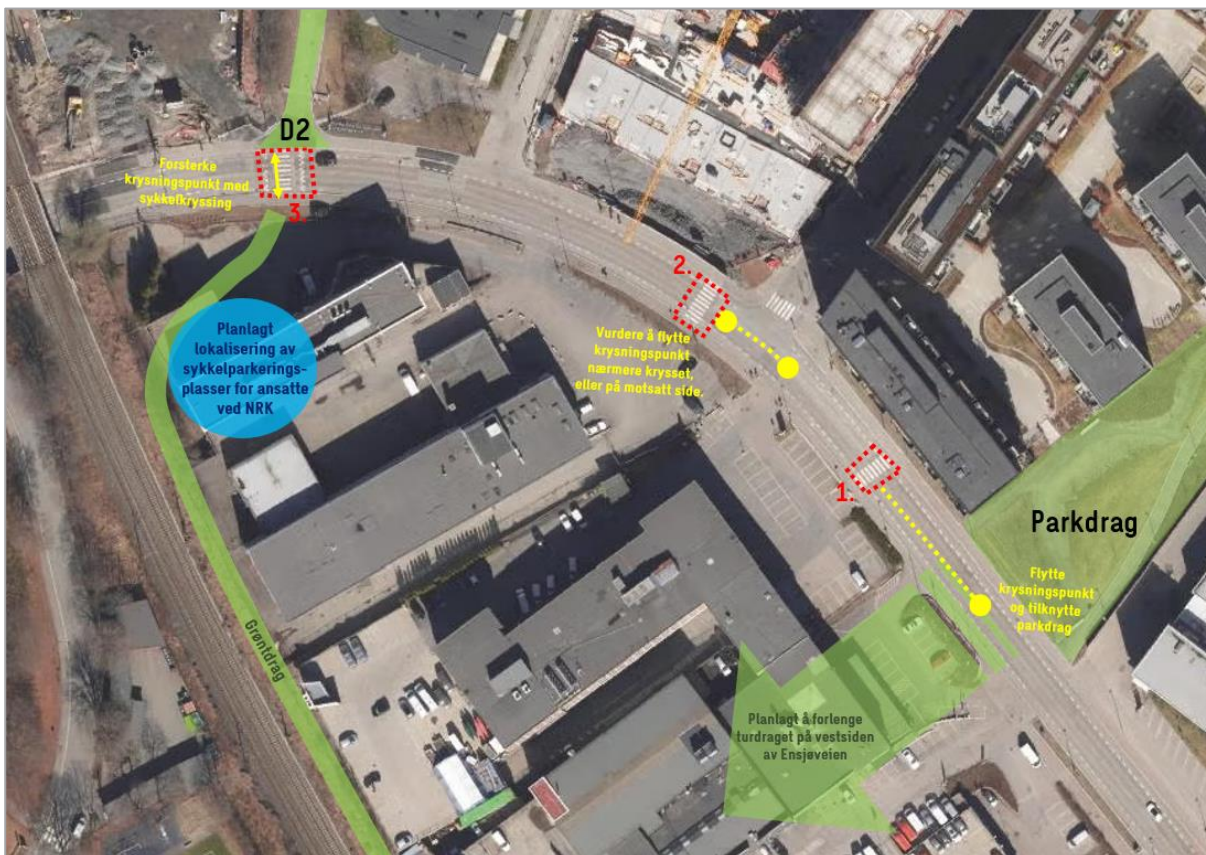 D2
Forsterke
krysningspunkt med
sykkelkryssing
3.
Planlagt
lokalisering av
sykkelparkerings-
plasser for ansatte
ved NRK
2.
Vurdere å flytte
krysningspunkt
nærmere krysset,
eller på motsatt side.
1.
Parkdrag
Flytte
krysningspunkt
og tilknytte
parkdrag
Grøntdrag
Planlagt å forlenge
turdraget på vestsiden
av Ensjøveien